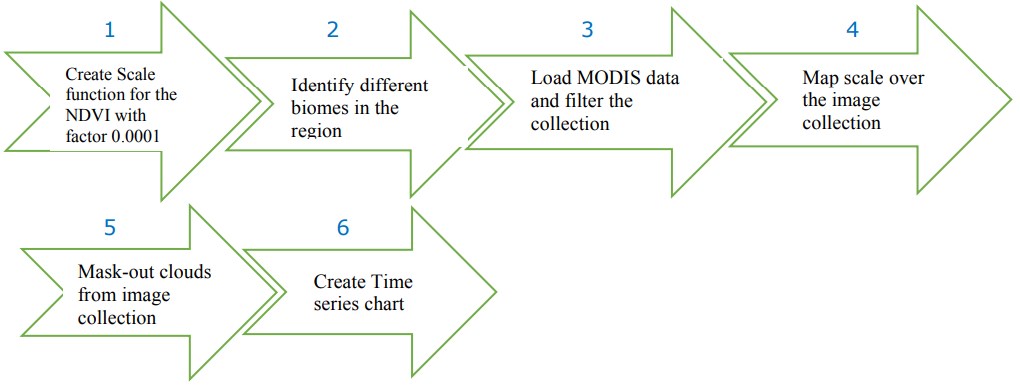 1
Create Scale
function for the
NDVI with
factor 0.0001
2
Identify different
biomes in the
region
3
Load MODIS data
and filter the
collection
4
Map scale over
the image
collection
5
Mask-out clouds
from image
collection
6
Create Time
series chart